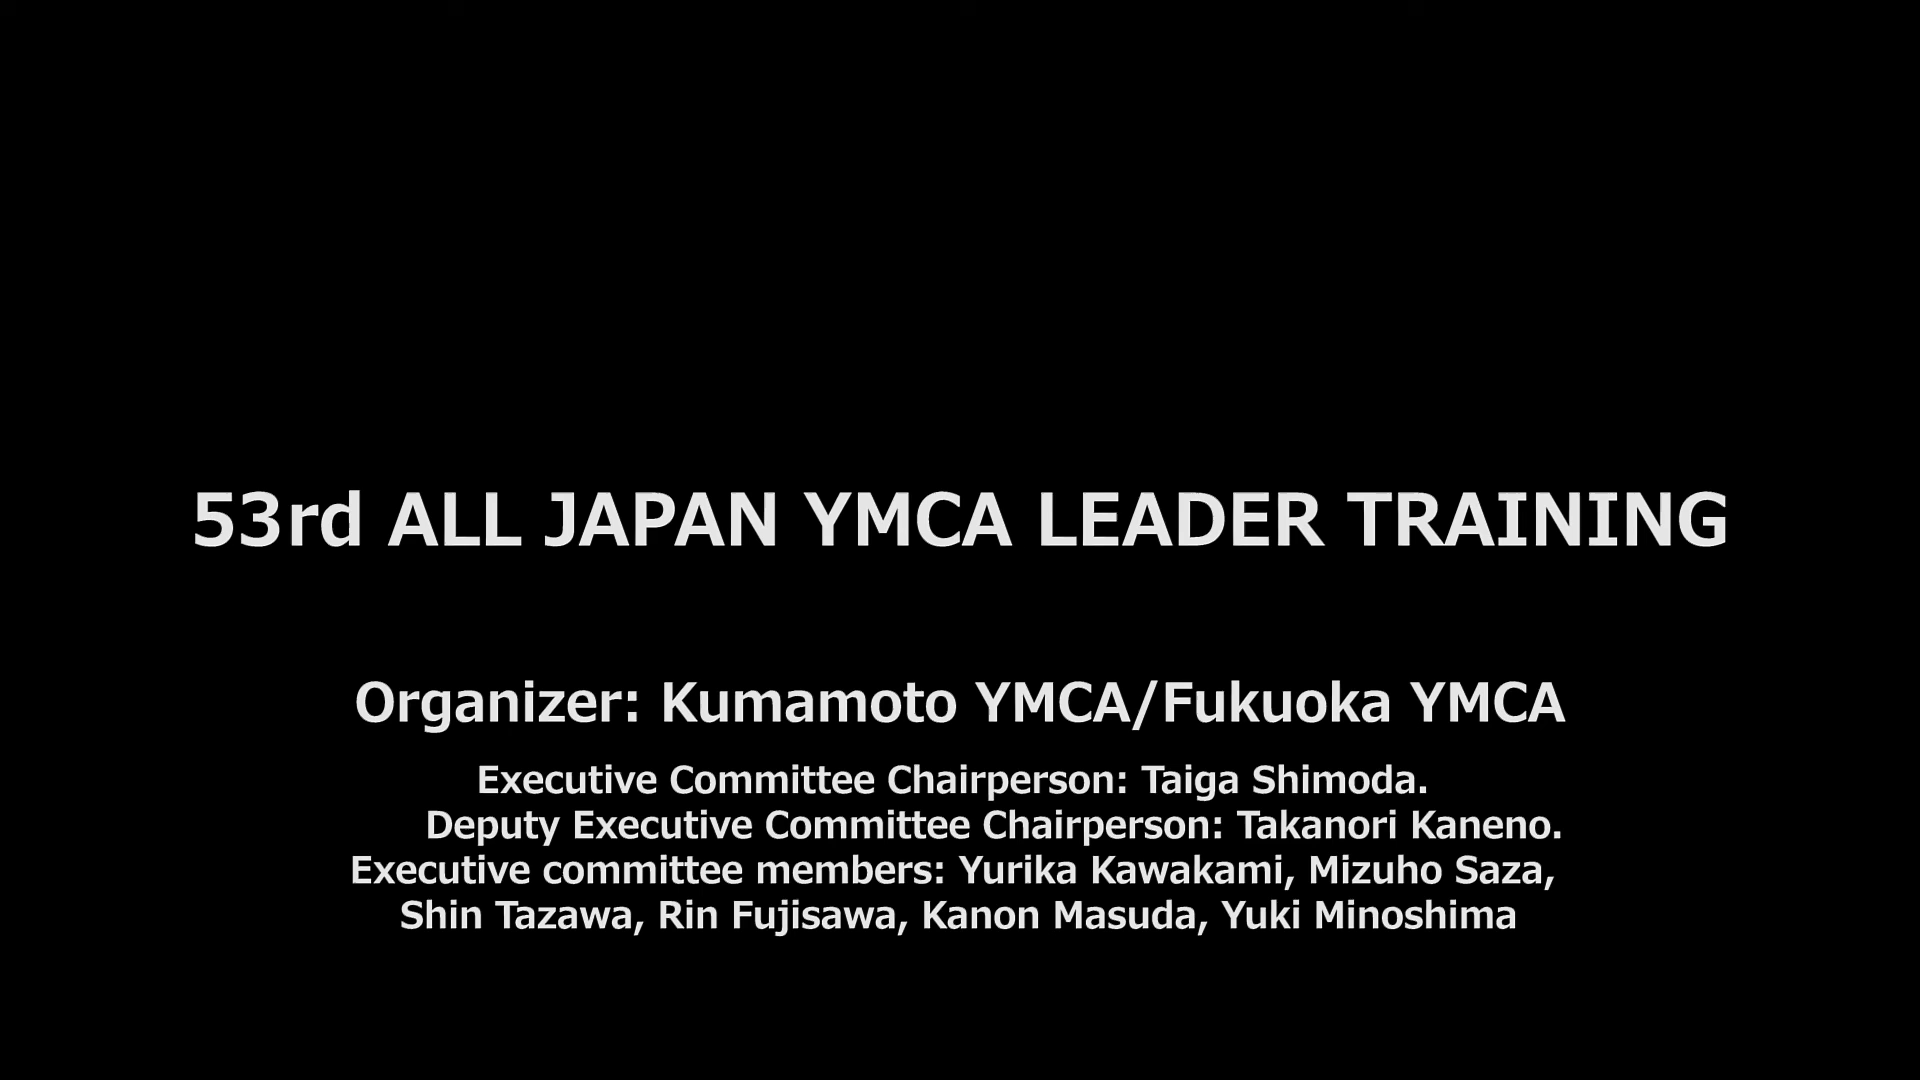 53rd ALL JAPAN YMCA LEADER TRAINING
Organizer: Kumamoto YMCA/Fukuoka YMCA
Executive Committee Chairperson: Taiga Shimoda.
Deputy Executive Committee Chairperson: Takanori Kaneno.
Executive committee members: Yurika Kawakami, Mizuho Saza,
Shin Tazawa, Rin Fujisawa, Kanon Masuda, Yuki Minoshima